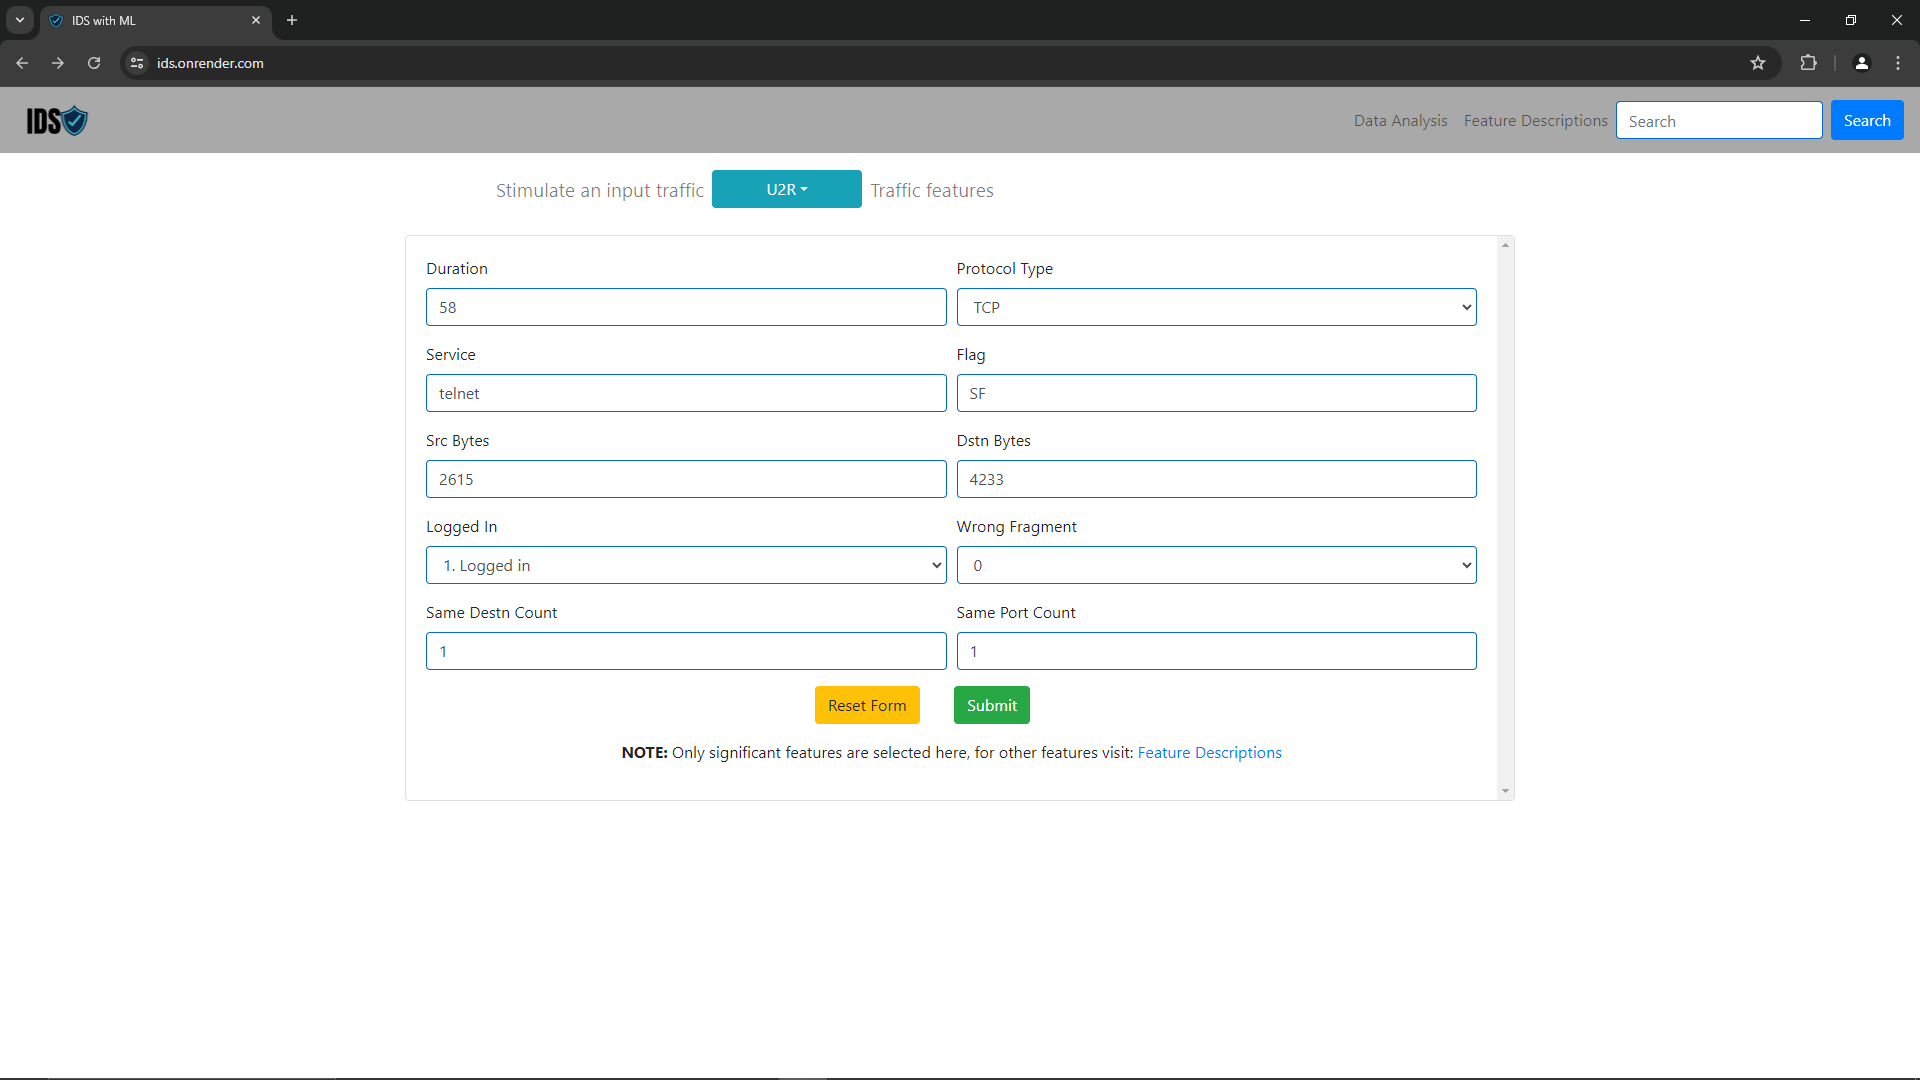 IDS with ML
ids.onrender.com
IDS
Data Analysis
Feature Descriptions
Search
Search
Stimulate an input traffic
U2R
Traffic features
Duration
Protocol Type
58
TCP
Service
Flag
telnet
SF
Src Bytes
Dstn Bytes
2615
4233
Logged In
Wrong Fragment
1. Logged in
0
Same Destn Count
Same Port Count
1
1
Reset Form
Submit
NOTE: Only significant features are selected here, for other features visit: Feature Descriptions